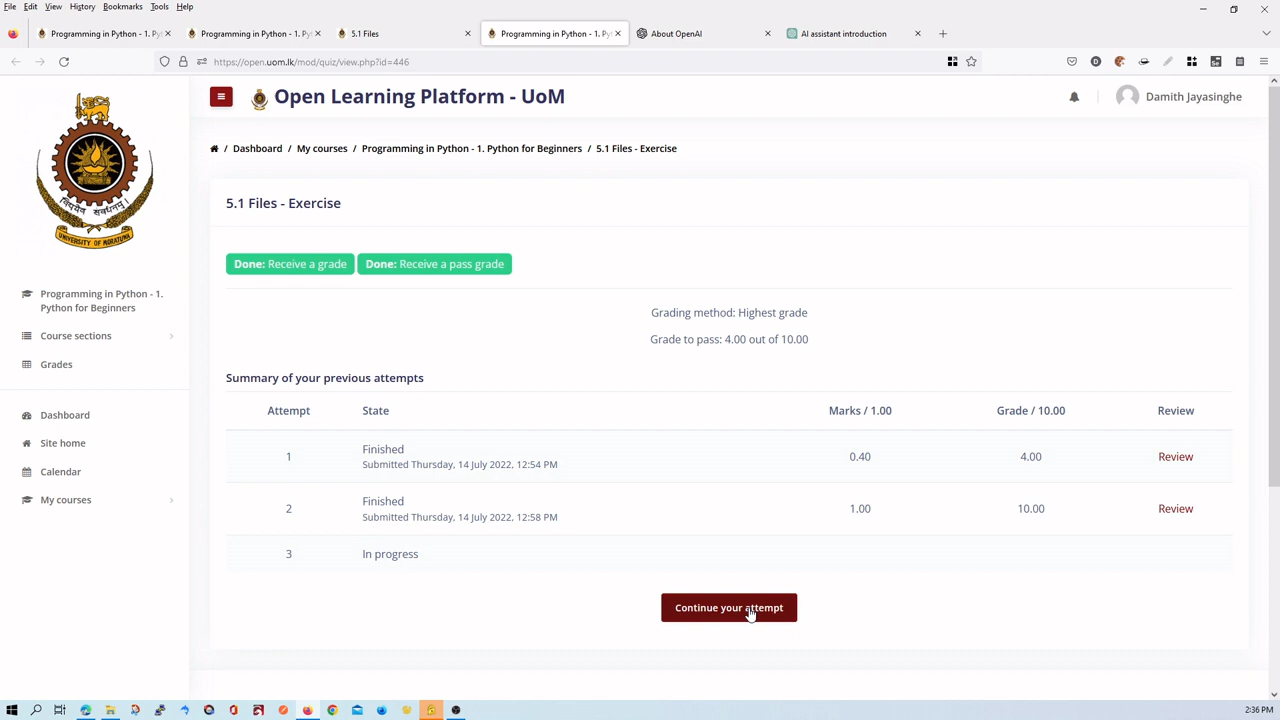 File Edit View History Bookmarks Tools Help
Programming in Python - 1. Py
Programming in Python - 1. Py
5.1 Files
Programming in Python - 1. Py
About OpenAI
AI assistant introduction
https://open.uom.lk/mod/quiz/view.php?id=446
Open Learning Platform - UoM
Damith Jayasinghe
UNIVERSITY OF MORATUWA
Dashboard / My courses / Programming in Python - 1. Python for Beginners / 5.1 Files - Exercise
5.1 Files - Exercise
Done: Receive a grade Done: Receive a pass grade
Programming in Python - 1.
Python for Beginners
Course sections
Grades
Dashboard
Site home
Calendar
My courses
Grading method: Highest grade
Grade to pass: 4.00 out of 10.00
Summary of your previous attempts
Attempt State Marks / 1.00 Grade / 10.00 Review
1 Finished 0.40 4.00 Review
Submitted Thursday, 14 July 2022, 12:54 PM
2 Finished 1.00 10.00 Review
Submitted Thursday, 14 July 2022, 12:58 PM
3 In progress
Continue your attempt
2:36 PM